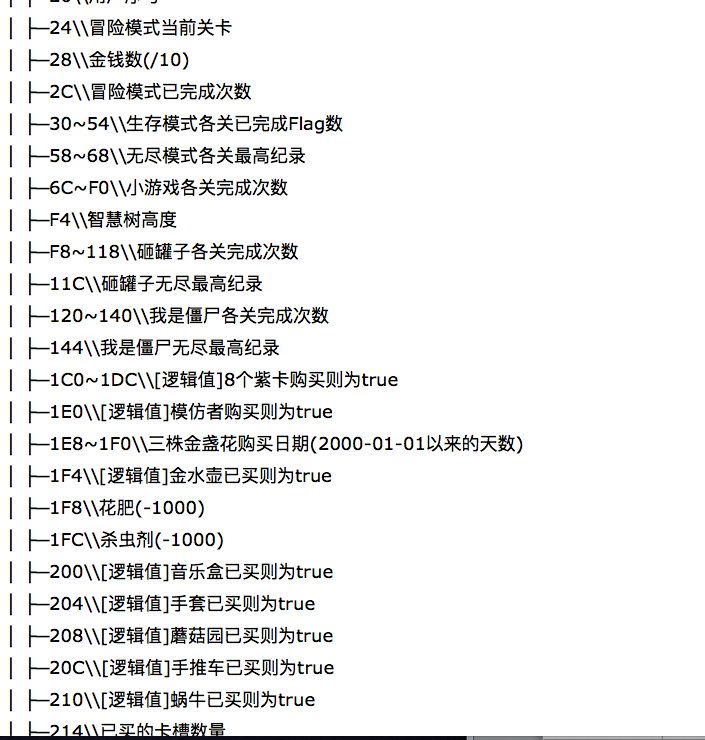 │ ├─24\\冒险模式当前关卡
│ ├─28\\金钱数(/10)
│ ├─2C\\冒险模式已完成次数
│ ├─30~54\\生存模式各关已完成Flag数
│ ├─58~68\\无尽模式各关最高纪录
│ ├─6C~F0\\小游戏各关完成次数
│ ├─F4\\智慧树高度
│ ├─F8~118\\砸罐子各关完成次数
│ ├─11C\\砸罐子无尽最高纪录
│ ├─120~140\\我是僵尸各关完成次数
│ ├─144\\我是僵尸无尽最高纪录
│ ├─1C0~1DC\\[逻辑值]8个紫卡购买则为true
│ ├─1E0\\[逻辑值]模仿者购买则为true
│ ├─1E8~1F0\\三株金盏花购买日期(2000-01-01以来的天数)
│ ├─1F4\\[逻辑值]金水壶已买则为true
│ ├─1F8\\花肥(-1000)
│ ├─1FC\\杀虫剂(-1000)
│ ├─200\\[逻辑值]音乐盒已买则为true
│ ├─204\\[逻辑值]手套已买则为true
│ ├─208\\[逻辑值]蘑菇园已买则为true
│ ├─20C\\[逻辑值]手推车已买则为true
│ ├─210\\[逻辑值]蜗牛已买则为true
│ ├─214\\已买的卡槽数量